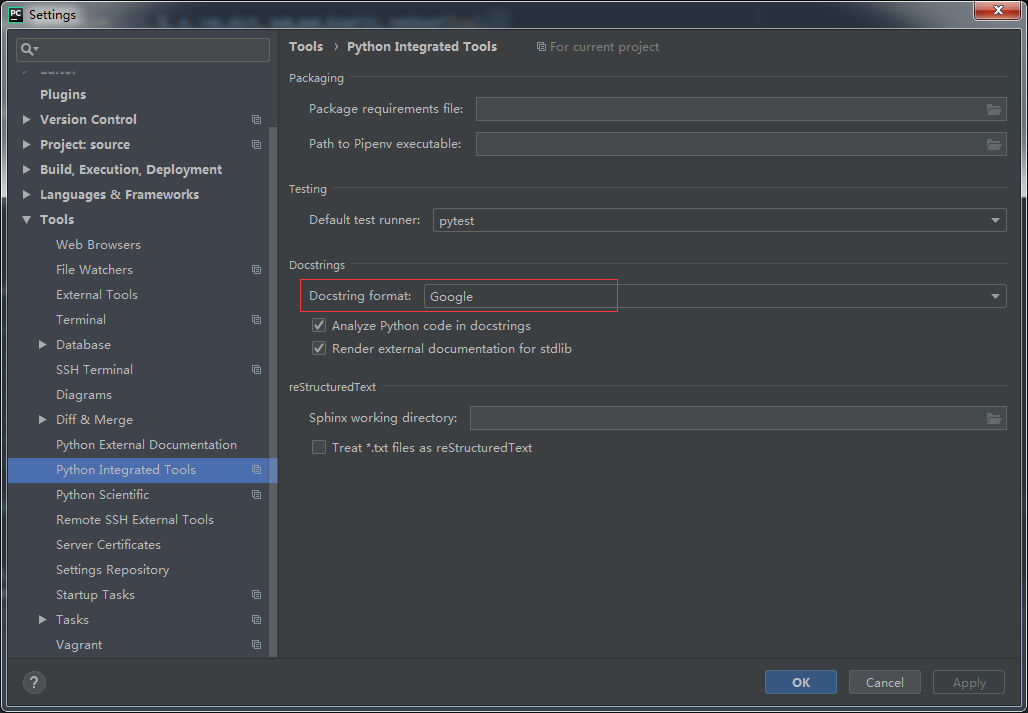 PC Settings
Tools › Python Integrated Tools For current project
Plugins
Version Control
Project: source
Build, Execution, Deployment
Languages & Frameworks
Tools
Web Browsers
File Watchers
External Tools
Terminal
Database
SSH Terminal
Diagrams
Diff & Merge
Python External Documentation
Python Integrated Tools
Python Scientific
Remote SSH External Tools
Server Certificates
Settings Repository
Startup Tasks
Tasks
Vagrant
Packaging
Package requirements file:
Path to Pipenv executable:
Testing
Default test runner: pytest
Docstrings
Docstring format: Google
Analyze Python code in docstrings
Render external documentation for stdlib
reStructuredText
Sphinx working directory:
Treat *.txt files as reStructuredText
? OK Cancel Apply